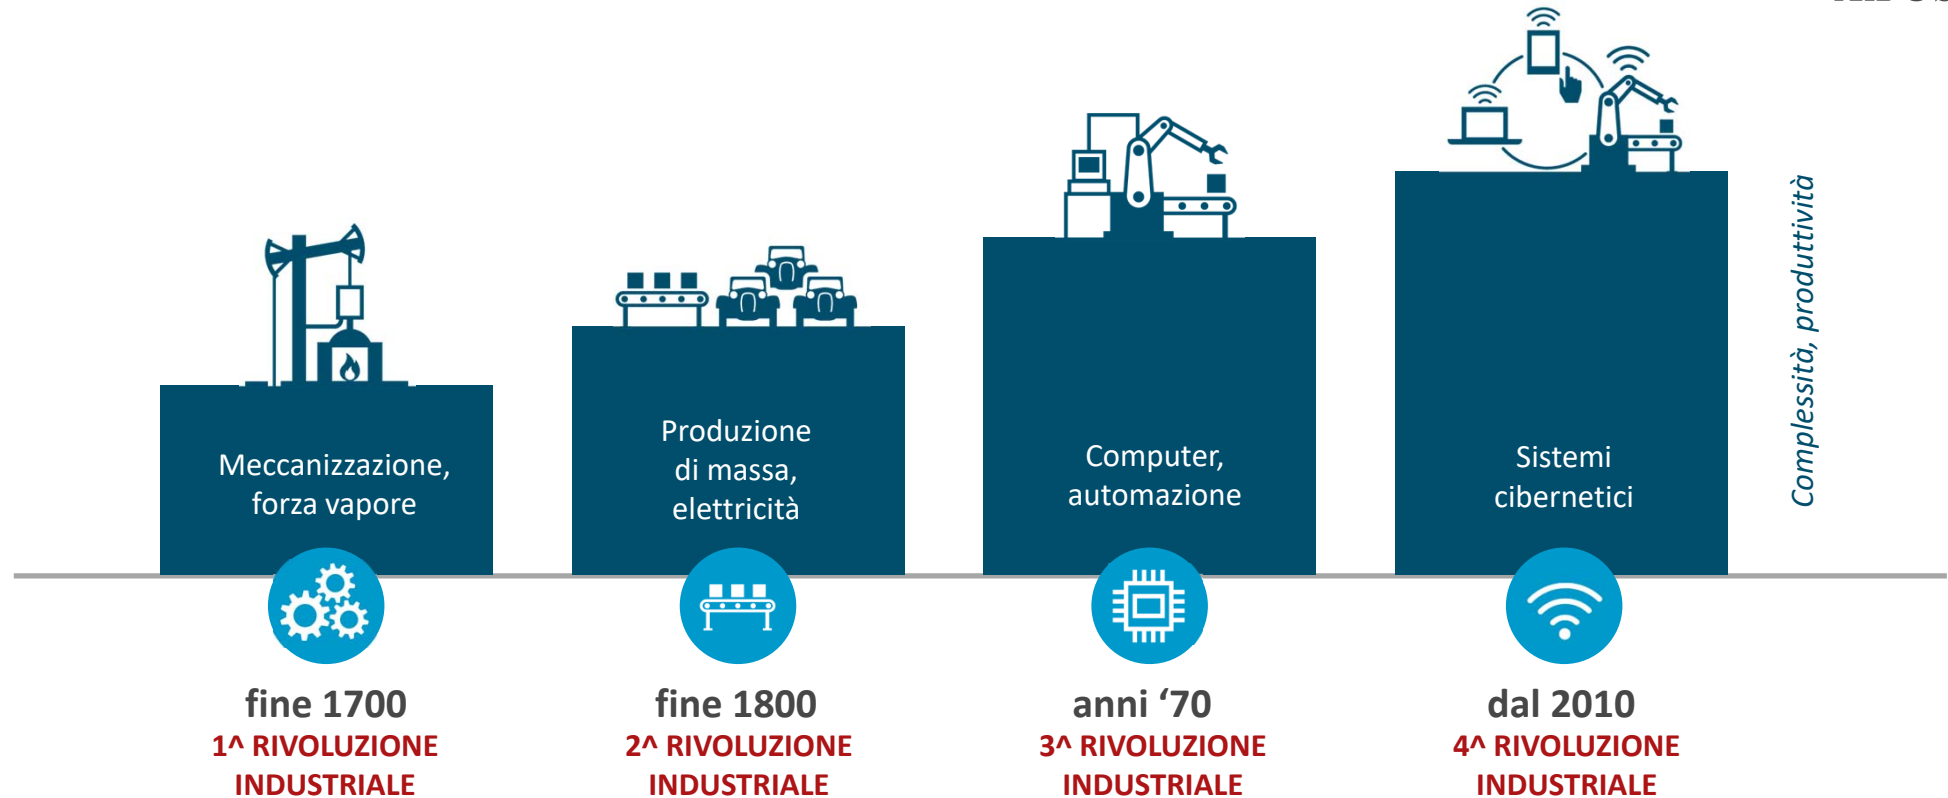 Meccanizzazione,
forza vapore
Produzione
di massa,
elettricità
Computer,
automazione
Sistemi
cibernetici
Complessità, produttività
fine 1700
1^ RIVOLUZIONE
INDUSTRIALE
fine 1800
2^ RIVOLUZIONE
INDUSTRIALE
anni ‘70
3^ RIVOLUZIONE
INDUSTRIALE
dal 2010
4^ RIVOLUZIONE
INDUSTRIALE